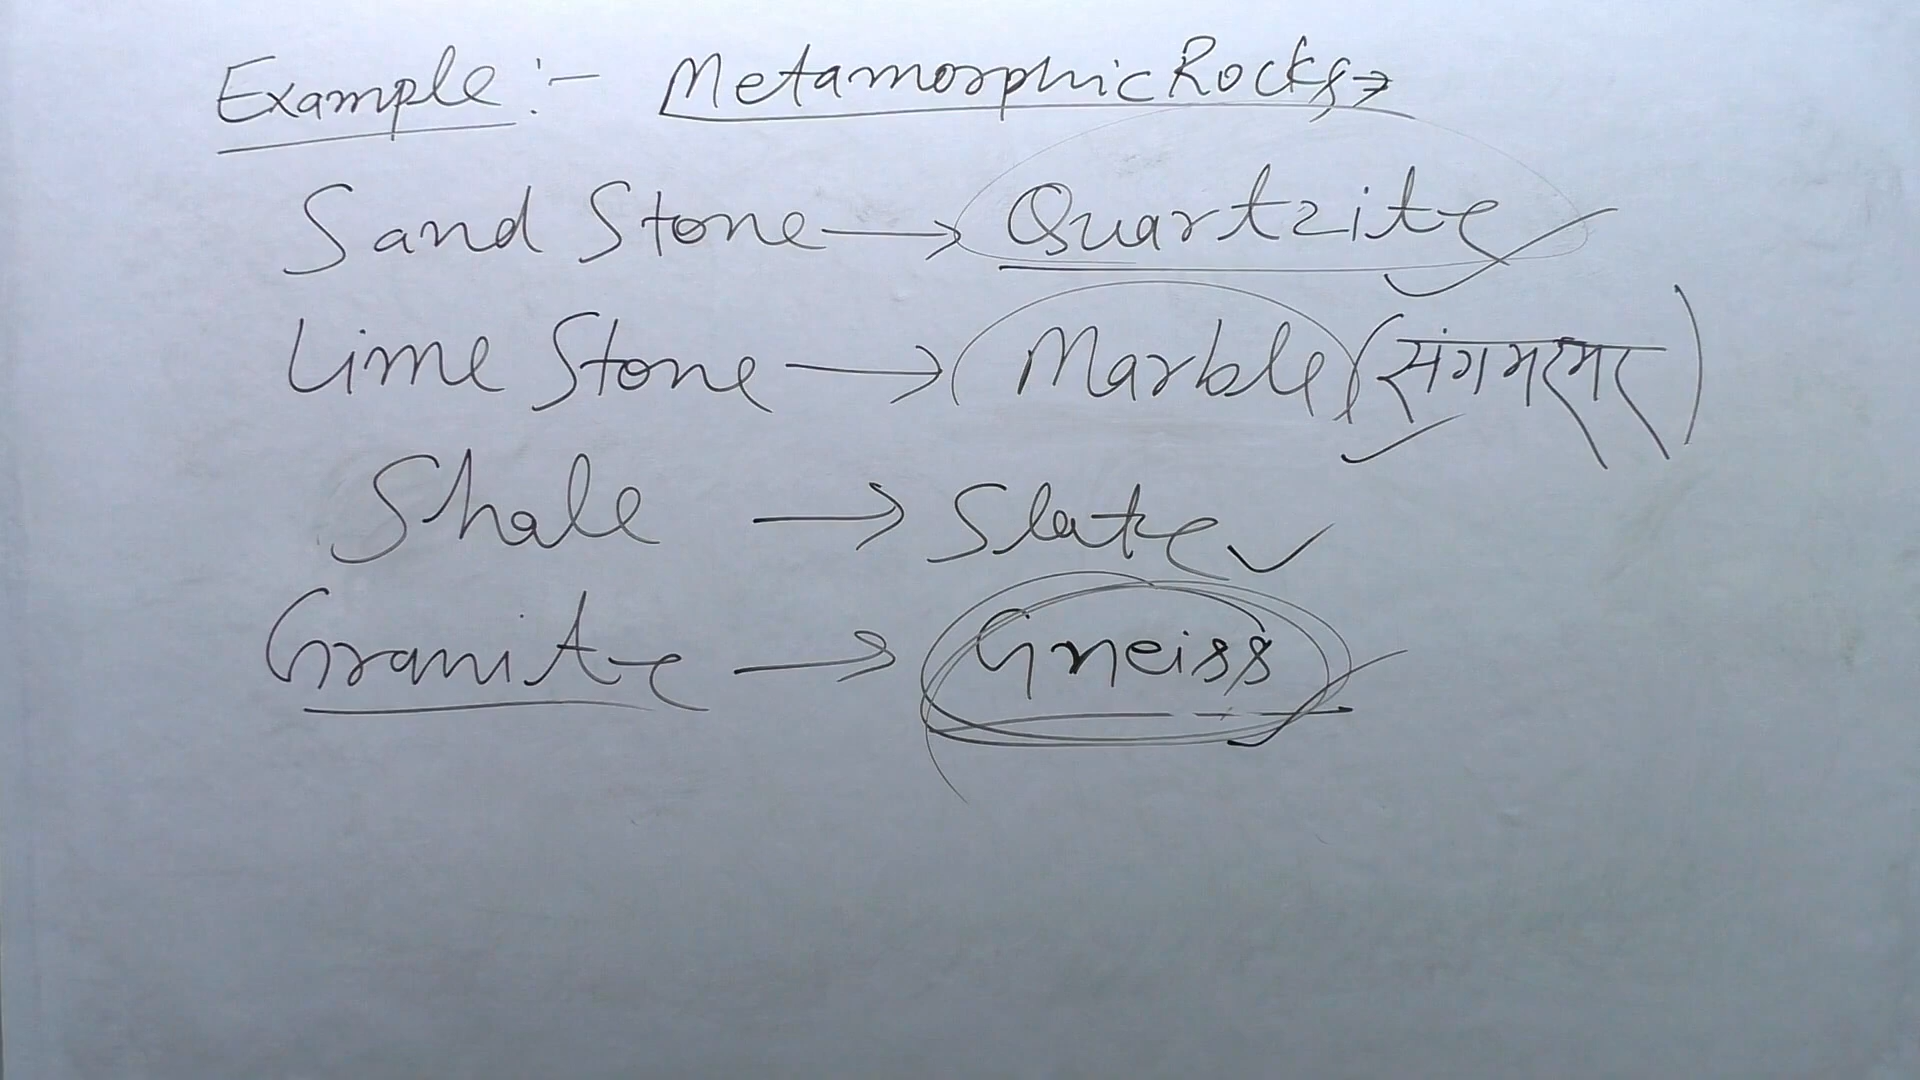 Example :- Metamorphic Rocks →
Sand Stone → Quartzite
Lime Stone → Marble (संगमरमर)
Shale → Slate
Granite → Gneiss